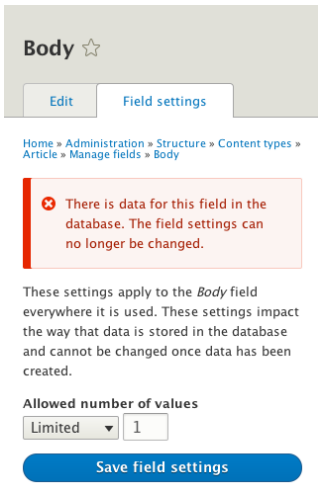 Body
Edit
Field settings
Home » Administration » Structure » Content types »
Article » Manage fields » Body
There is data for this field in the
database. The field settings can
no longer be changed.
These settings apply to the Body field
everywhere it is used. These settings impact
the way that data is stored in the database
and cannot be changed once data has been
created.
Allowed number of values
Limited 1
Save field settings